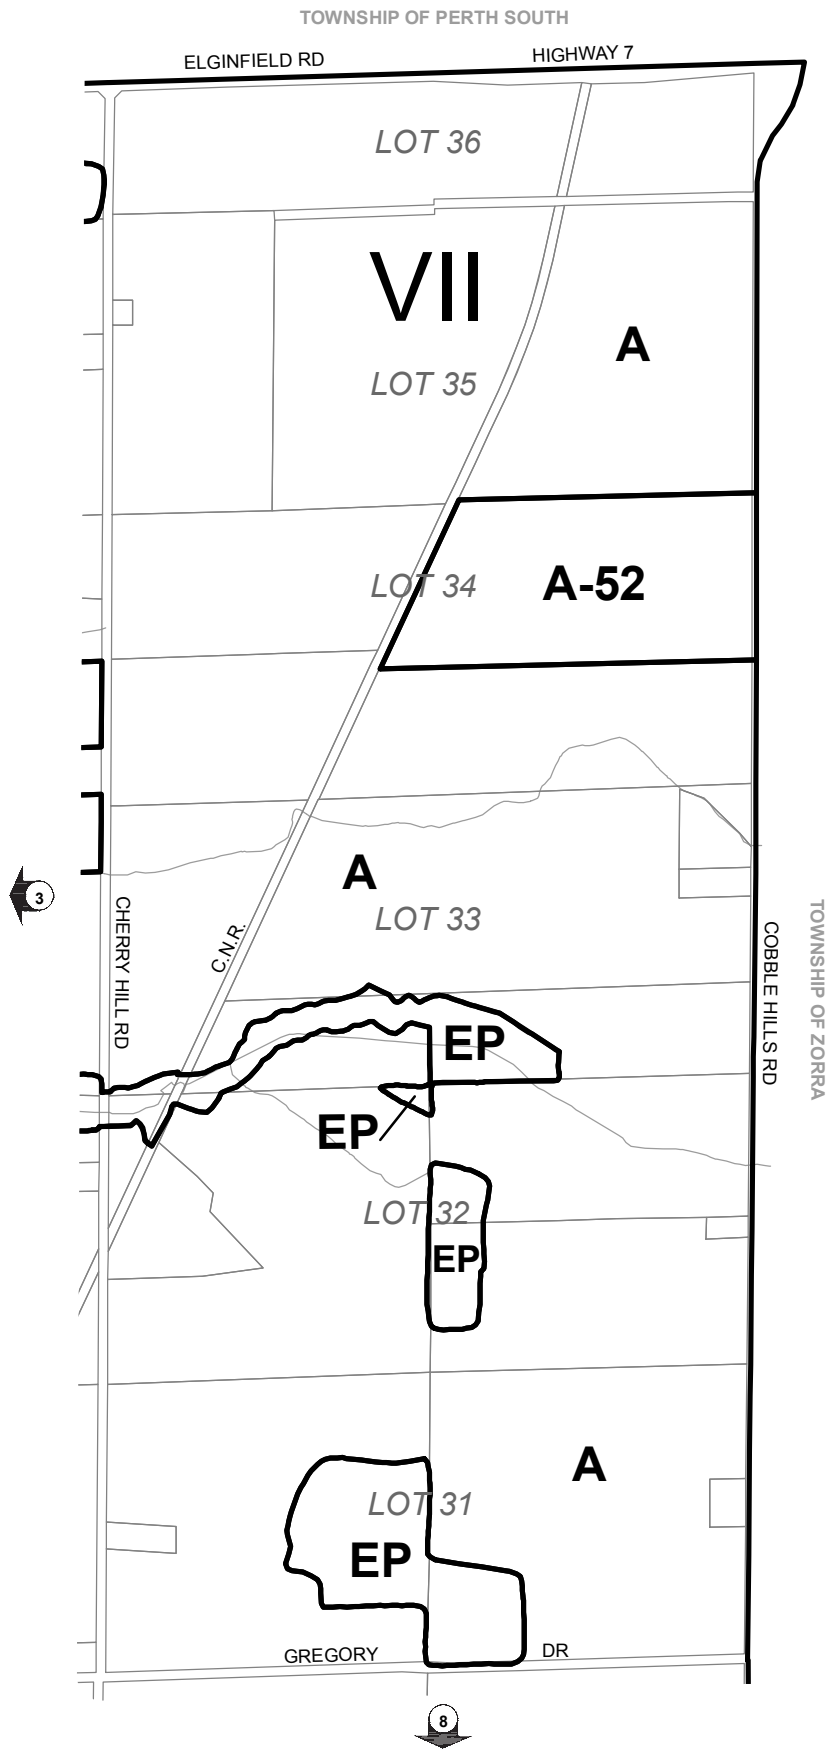 TOWNSHIP OF PERTH SOUTH
ELGINFIELD RD
HIGHWAY 7
LOT 36
VII
A
LOT 35
LOT 34
A-52
A
LOT 33
3
CHERRY HILL RD
C.N.R.
COBBLE HILLS RD
TOWNSHIP OF ZORRA
EP
EP
LOT 32
EP
A
LOT 31
EP
GREGORY
DR
8